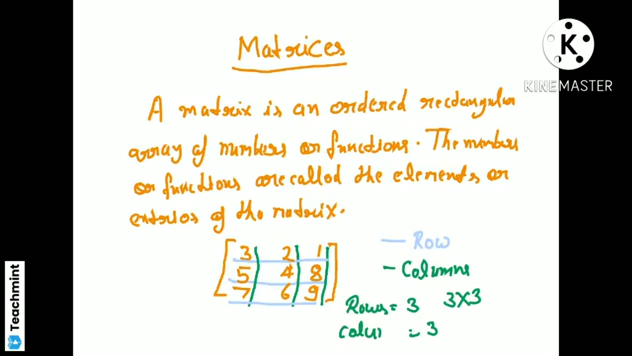 Matrices
K
KINEMASTER
A matrix is an ordered rectangular
array of numbers or functions. The numbers
or functions are called the elements or
entries of the matrix.
3 2 1
5 4 8
7 6 9
— Row
- Columns
Rows = 3 3x3
colus = 3
Teachmint